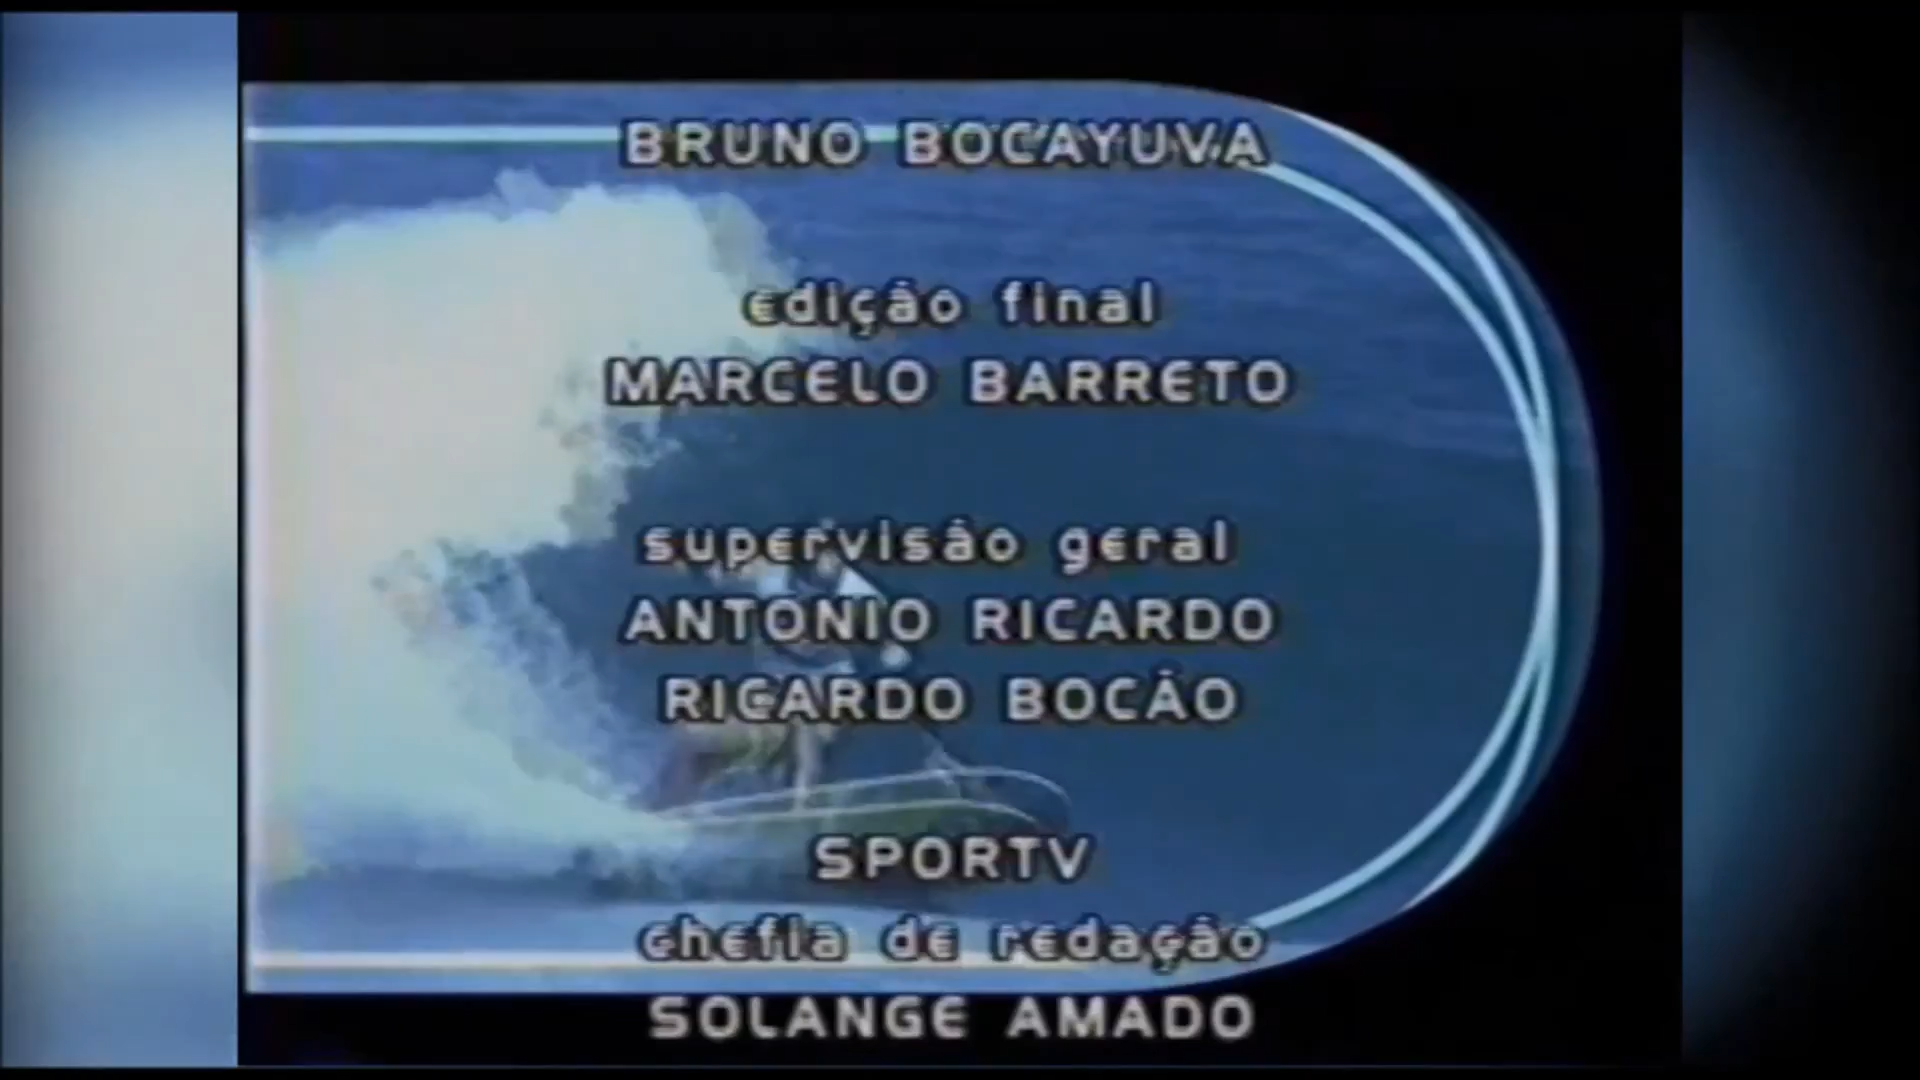 BRUNO BOCAYUVA
edição final
MARCELO BARRETO
supervisão geral
ANTONIO RICARDO
RICARDO BOCÃO
SPORTV
chefia de redação
SOLANGE AMADO